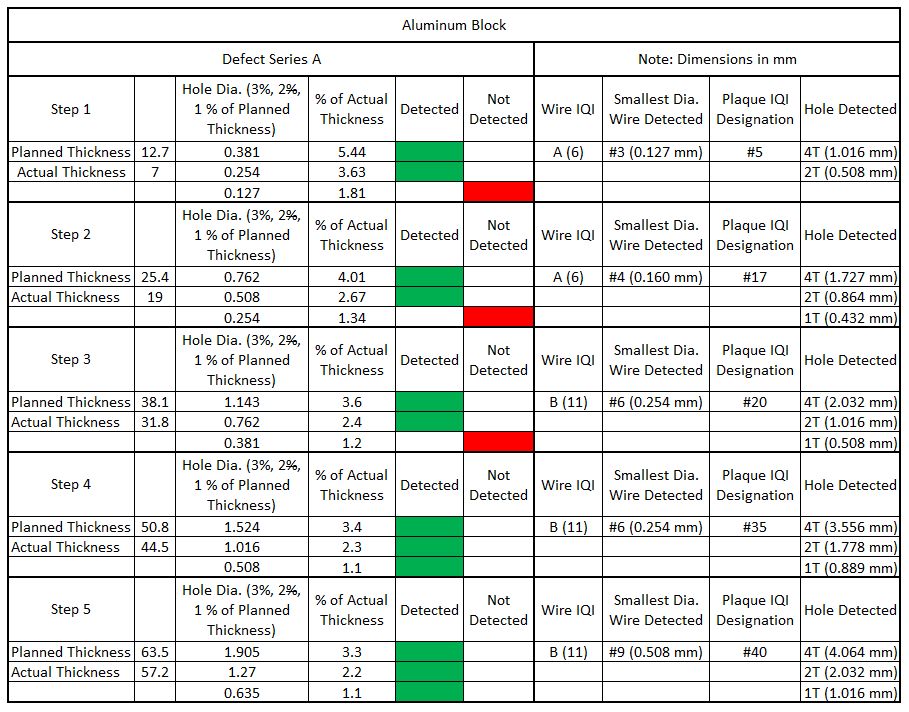 Aluminum Block
Defect Series A Note: Dimensions in mm
Step 1 Hole Dia. (3%, 2%, 1 % of Planned Thickness) % of Actual Thickness Detected Not Detected Wire IQI Smallest Dia. Wire Detected Plaque IQI Designation Hole Detected
Planned Thickness 12.7 0.381 5.44 A (6) #3 (0.127 mm) #5 4T (1.016 mm)
Actual Thickness 7 0.254 3.63 2T (0.508 mm)
0.127 1.81
Step 2 Hole Dia. (3%, 2%, 1 % of Planned Thickness) % of Actual Thickness Detected Not Detected Wire IQI Smallest Dia. Wire Detected Plaque IQI Designation Hole Detected
Planned Thickness 25.4 0.762 4.01 A (6) #4 (0.160 mm) #17 4T (1.727 mm)
Actual Thickness 19 0.508 2.67 2T (0.864 mm)
0.254 1.34 1T (0.432 mm)
Step 3 Hole Dia. (3%, 2%, 1 % of Planned Thickness) % of Actual Thickness Detected Not Detected Wire IQI Smallest Dia. Wire Detected Plaque IQI Designation Hole Detected
Planned Thickness 38.1 1.143 3.6 B (11) #6 (0.254 mm) #20 4T (2.032 mm)
Actual Thickness 31.8 0.762 2.4 2T (1.016 mm)
0.381 1.2 1T (0.508 mm)
Step 4 Hole Dia. (3%, 2%, 1 % of Planned Thickness) % of Actual Thickness Detected Not Detected Wire IQI Smallest Dia. Wire Detected Plaque IQI Designation Hole Detected
Planned Thickness 50.8 1.524 3.4 B (11) #6 (0.254 mm) #35 4T (3.556 mm)
Actual Thickness 44.5 1.016 2.3 2T (1.778 mm)
0.508 1.1 1T (0.889 mm)
Step 5 Hole Dia. (3%, 2%, 1 % of Planned Thickness) % of Actual Thickness Detected Not Detected Wire IQI Smallest Dia. Wire Detected Plaque IQI Designation Hole Detected
Planned Thickness 63.5 1.905 3.3 B (11) #9 (0.508 mm) #40 4T (4.064 mm)
Actual Thickness 57.2 1.27 2.2 2T (2.032 mm)
0.635 1.1 1T (1.016 mm)